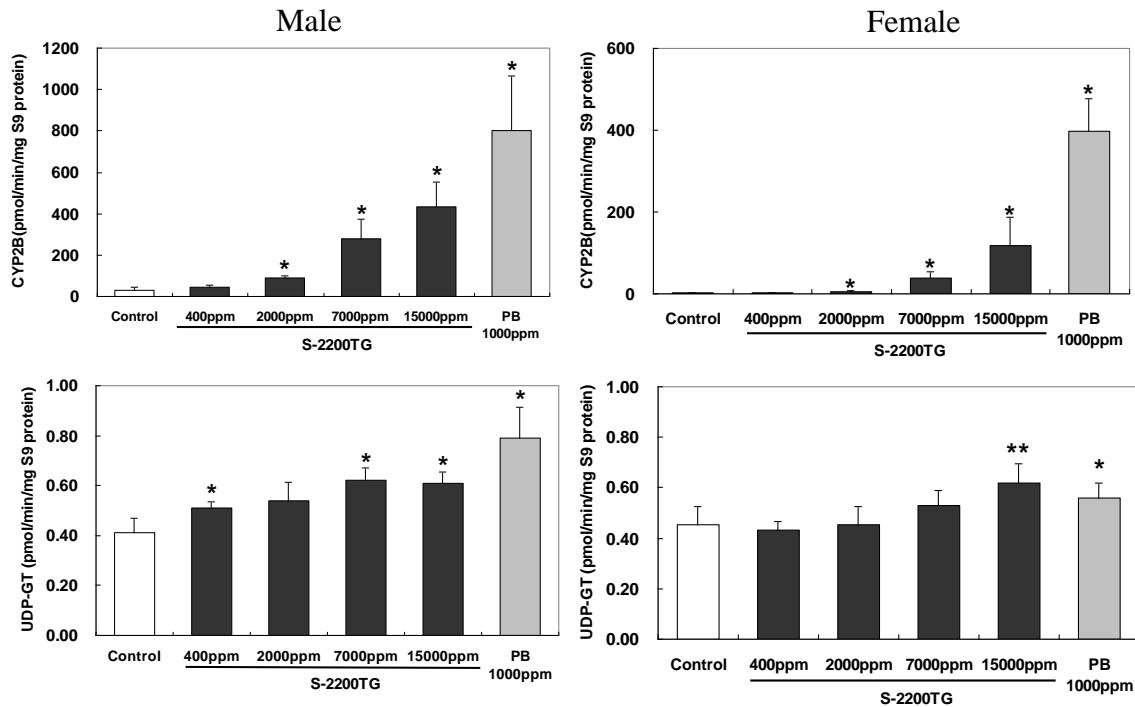 Male
CYP2B(pmol/min/mg S9 protein)
1200
1000
800
600
400
200
0
*
*
*
*
Control
400ppm
2000ppm
7000ppm
15000ppm
PB
1000ppm
S-2200TG
Female
CYP2B(pmol/min/mg S9 protein)
600
400
200
0
*
*
*
*
Control
400ppm
2000ppm
7000ppm
15000ppm
PB
1000ppm
S-2200TG
UDP-GT (pmol/min/mg S9 protein)
1.00
0.80
0.60
0.40
0.20
0.00
*
*
*
*
Control
400ppm
2000ppm
7000ppm
15000ppm
PB
1000ppm
S-2200TG
UDP-GT (pmol/min/mg S9 protein)
1.00
0.80
0.60
0.40
0.20
0.00
**
*
Control
400ppm
2000ppm
7000ppm
15000ppm
PB
1000ppm
S-2200TG